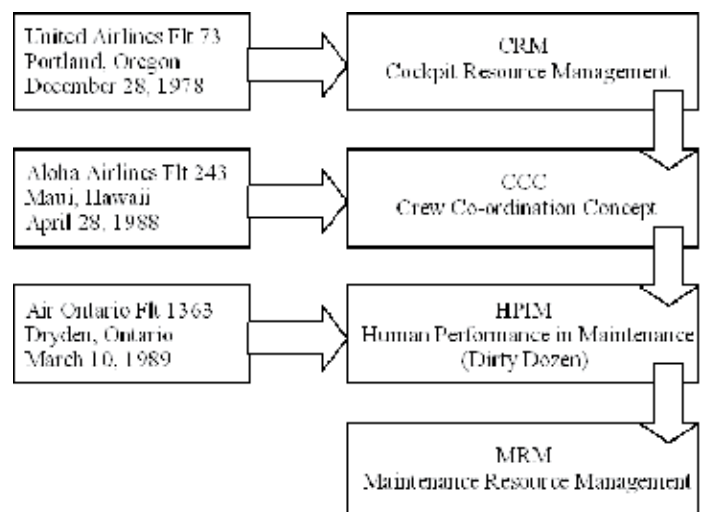 United Airlines Flt 73
Portland, Oregon
December 28, 1978
CRM
Cockpit Resource Management
Aloha Airlines Flt 243
Maui, Hawaii
April 28, 1988
CCC
Crew Co-ordination Concept
Air Ontario Flt 1363
Dryden, Ontario
March 10, 1989
HPIM
Human Performance in Maintenance
(Dirty Dozen)
MRM
Maintenance Resource Management